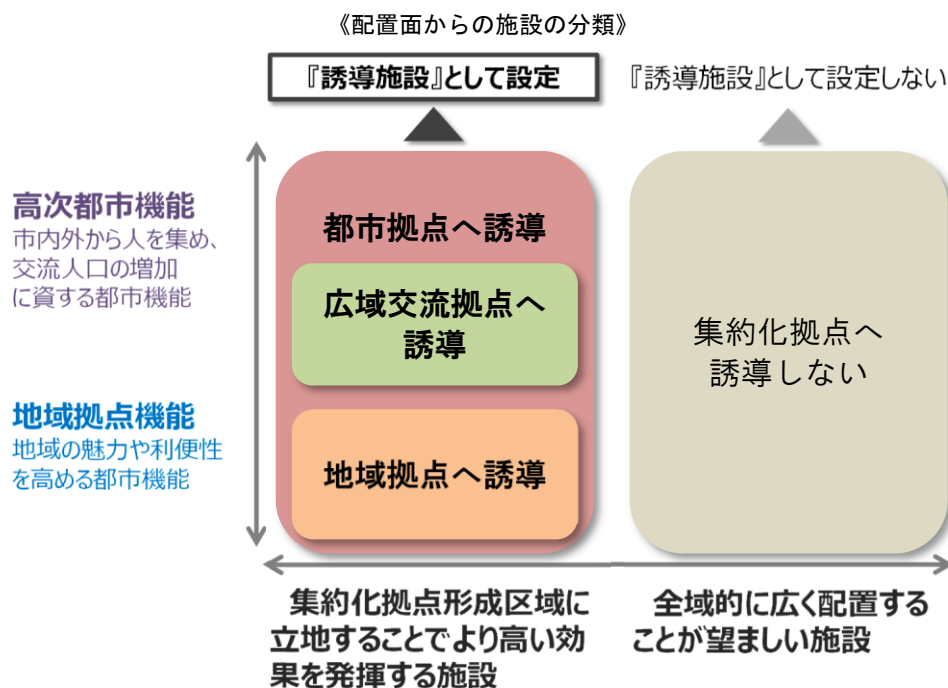 《配置面からの施設の分類》
『誘導施設』として設定
『誘導施設』として設定しない
高次都市機能
市内外から人を集め、
交流人口の増加
に資する都市機能
地域拠点機能
地域の魅力や利便性
を高める都市機能
都市拠点へ誘導
広域交流拠点へ
誘導
地域拠点へ誘導
集約化拠点へ
誘導しない
集約化拠点形成区域に
立地することでより高い効
果を発揮する施設
全域的に広く配置する
ことが望ましい施設